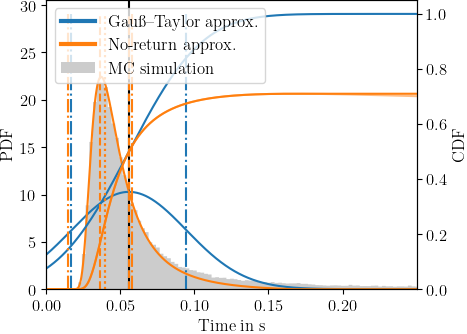 Gauß–Taylor approx.
No-return approx.
MC simulation
PDF
30
25
20
15
10
5
0
CDF
1.0
0.8
0.6
0.4
0.2
0.0
0.00 0.05 0.10 0.15 0.20
Time in s